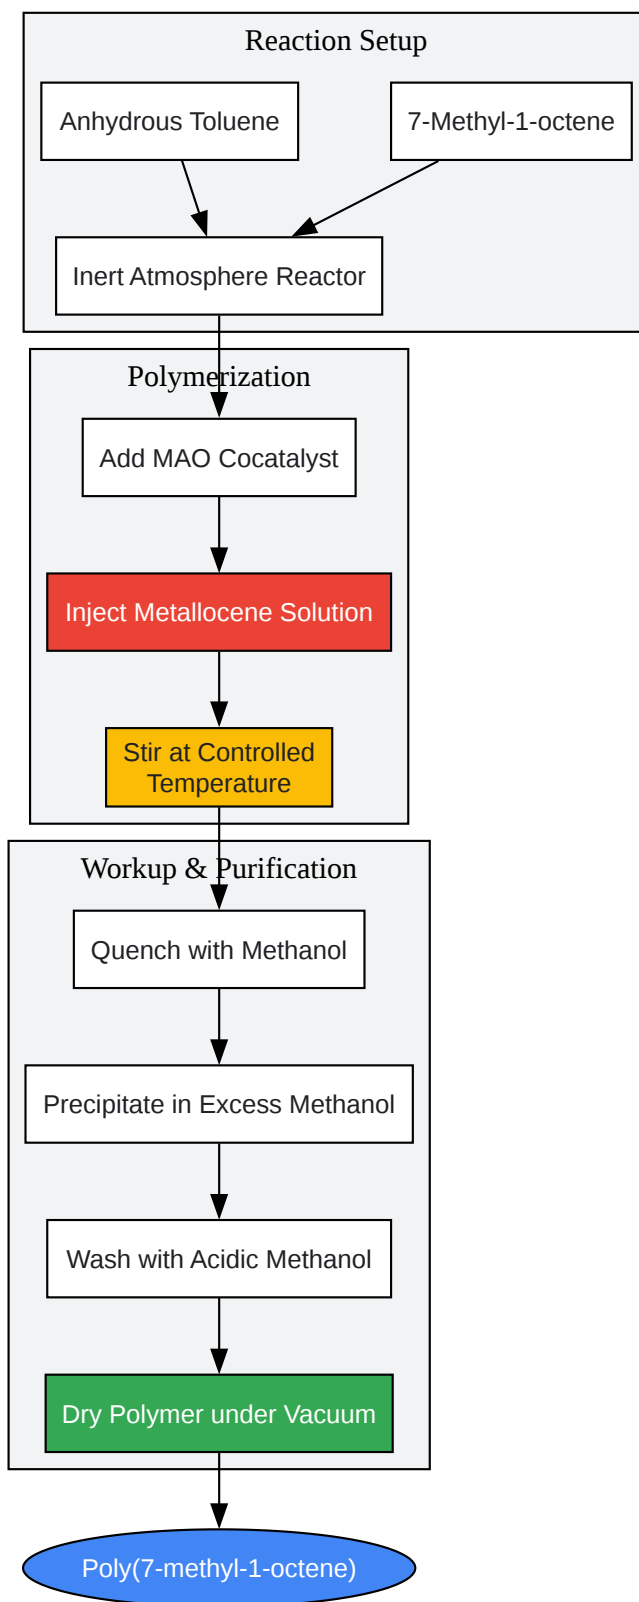 Reaction Setup
Anhydrous Toluene
7-Methyl-1-octene
Inert Atmosphere Reactor
Polymerization
Add MAO Cocatalyst
Inject Metallocene Solution
Stir at Controlled
Temperature
Workup & Purification
Quench with Methanol
Precipitate in Excess Methanol
Wash with Acidic Methanol
Dry Polymer under Vacuum
Poly(7-methyl-1-octene)